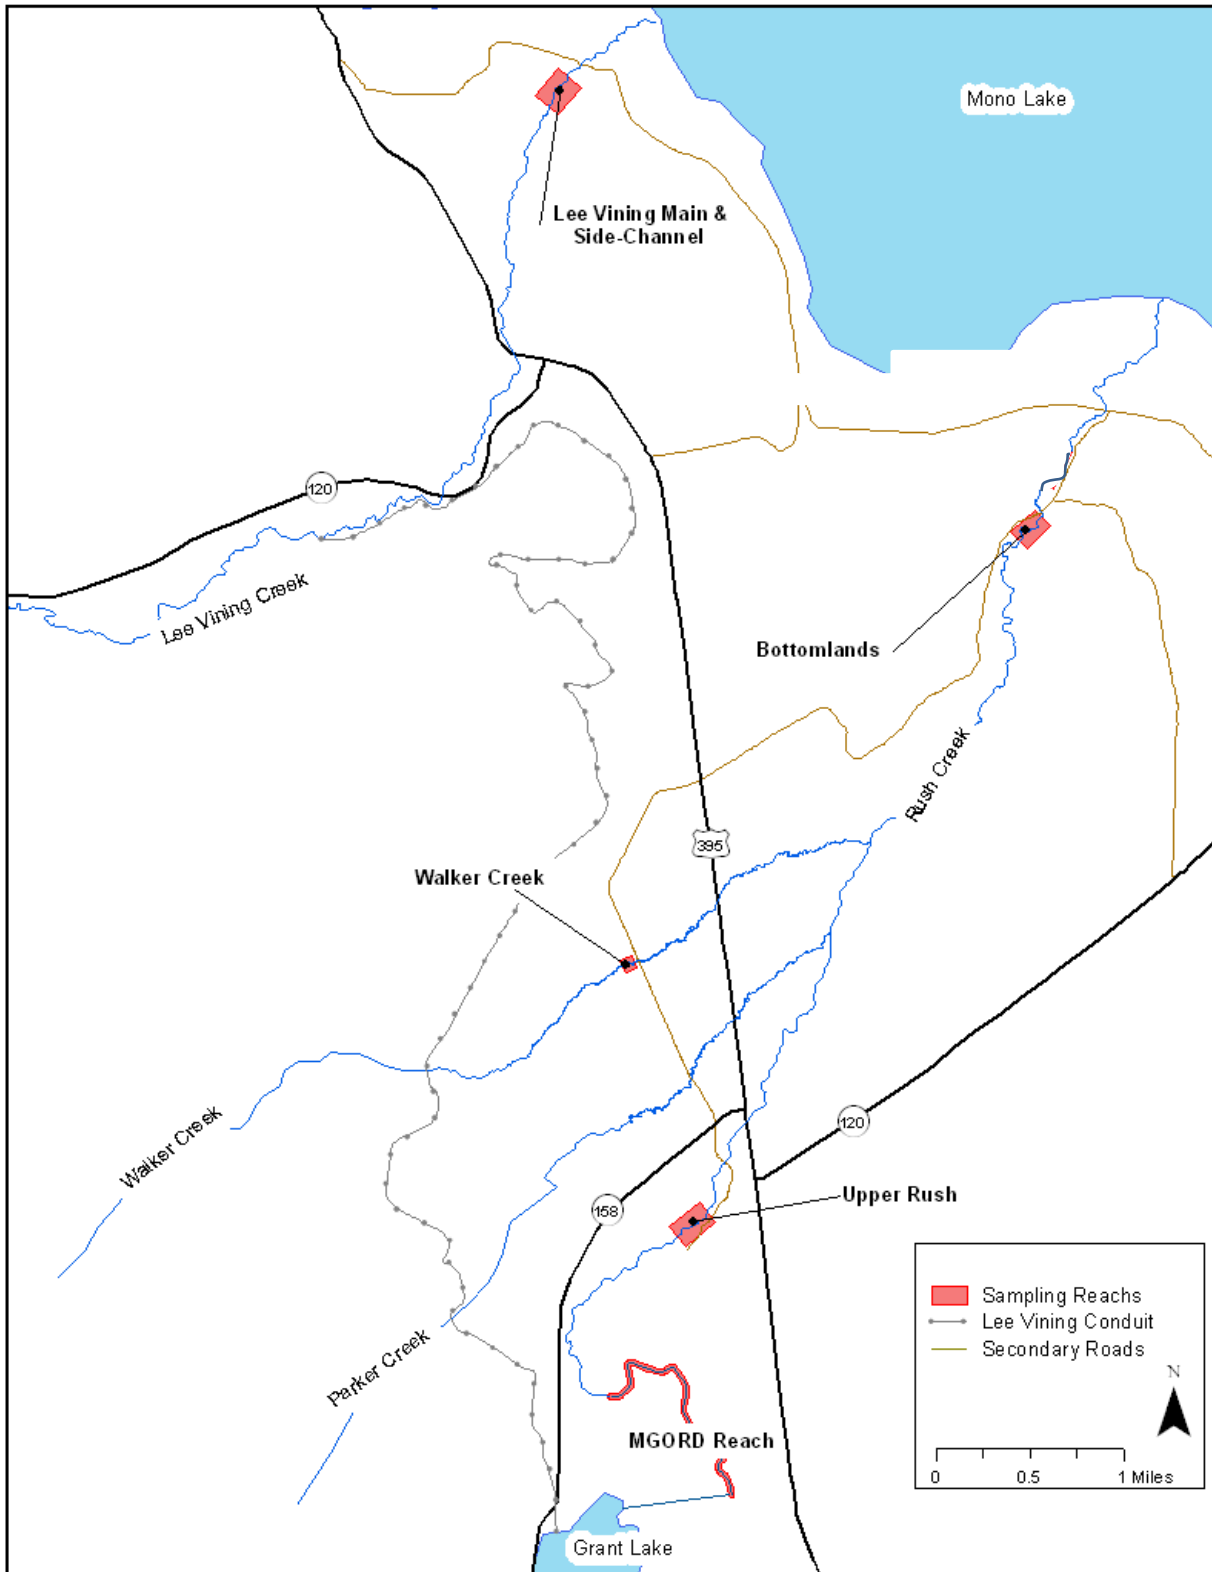 Mono Lake
Lee Vining Main &
Side-Channel
120
Lee Vining Creek
Bottomlands
Rush Creek
395
Walker Creek
Walker Creek
120
Upper Rush
158
Parker Creek
MGORD Reach
Grant Lake
Sampling Reachs
Lee Vining Conduit
Secondary Roads
N
0 0.5 1 Miles